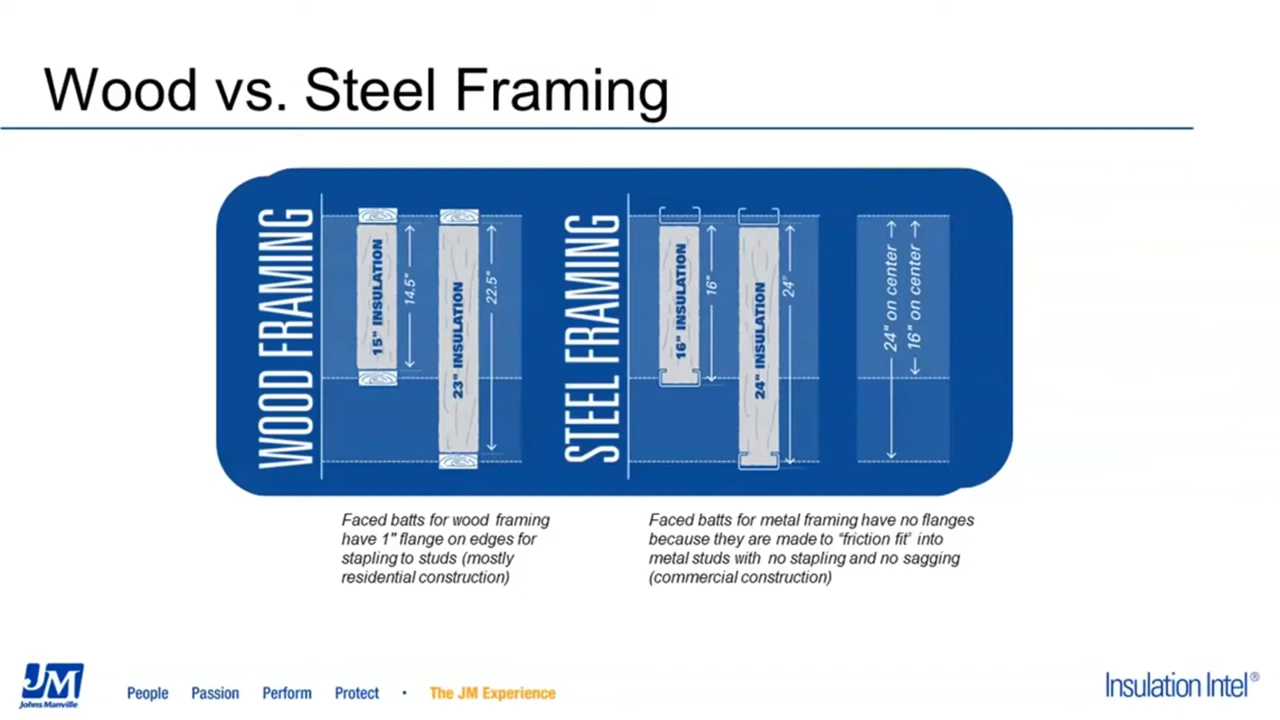 Wood vs. Steel Framing
WOOD FRAMING
15" INSULATION
14.5"
23" INSULATION
22.5"
STEEL FRAMING
16" INSULATION
16"
24" INSULATION
24"
24" on center
16" on center
Faced batts for wood framing
have 1" flange on edges for
stapling to studs (mostly
residential construction)
Faced batts for metal framing have no flanges
because they are made to "friction fit' into
metal studs with no stapling and no sagging
(commercial construction)
JM
Johns Manville
People Passion Perform Protect • The JM Experience
Insulation Intel®